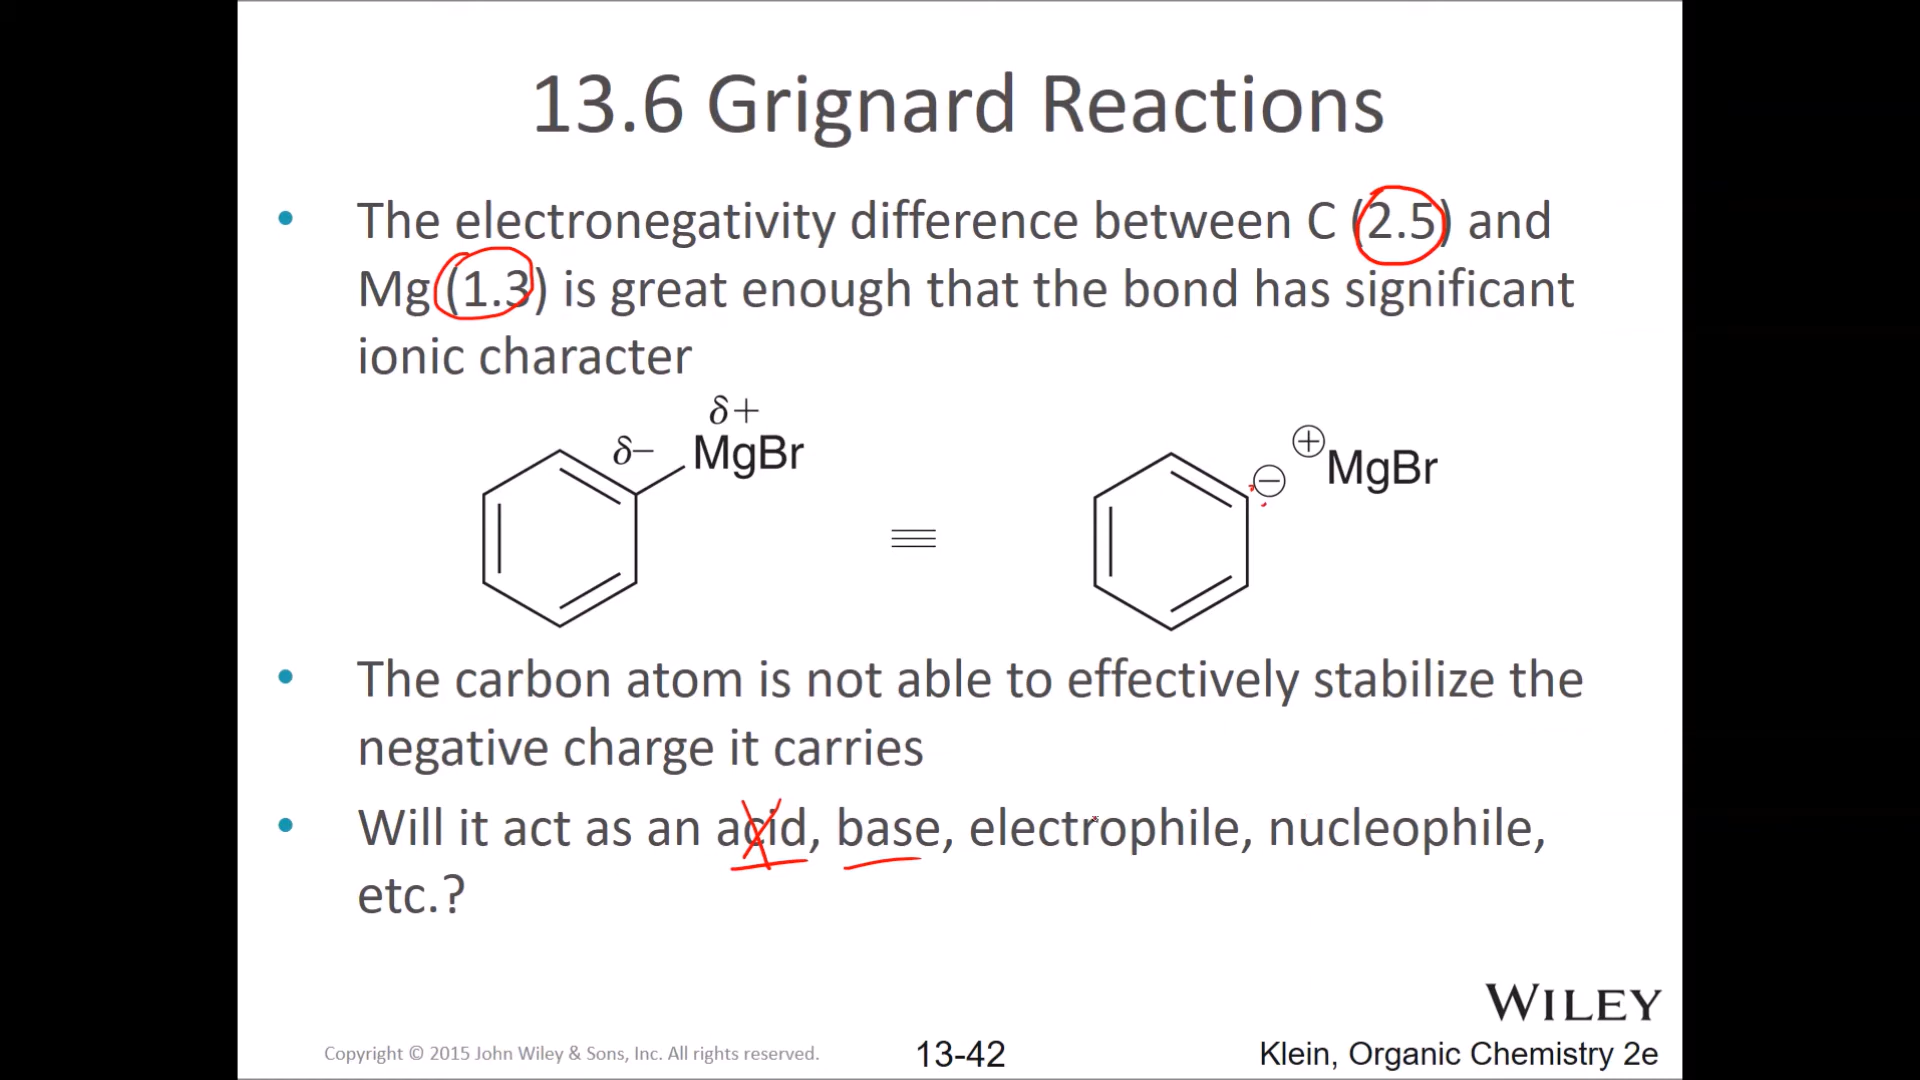 13.6 Grignard Reactions
• The electronegativity difference between C (2.5) and
Mg (1.3) is great enough that the bond has significant
ionic character
δ+
δ− MgBr
⊕
⊖ MgBr
≡
• The carbon atom is not able to effectively stabilize the
negative charge it carries
• Will it act as an acid, base, electrophile, nucleophile,
etc.?
WILEY
Copyright © 2015 John Wiley & Sons, Inc. All rights reserved.
13-42
Klein, Organic Chemistry 2e